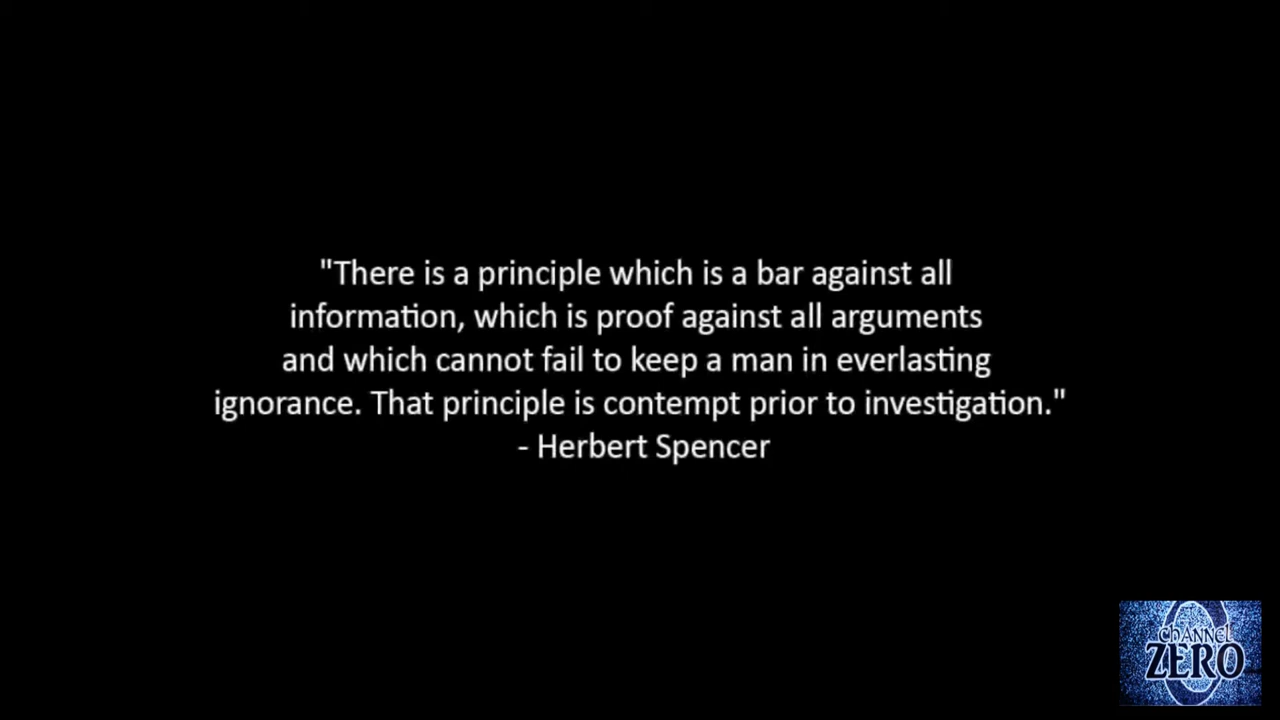 "There is a principle which is a bar against all
information, which is proof against all arguments
and which cannot fail to keep a man in everlasting
ignorance. That principle is contempt prior to investigation."
- Herbert Spencer
channel
ZERO